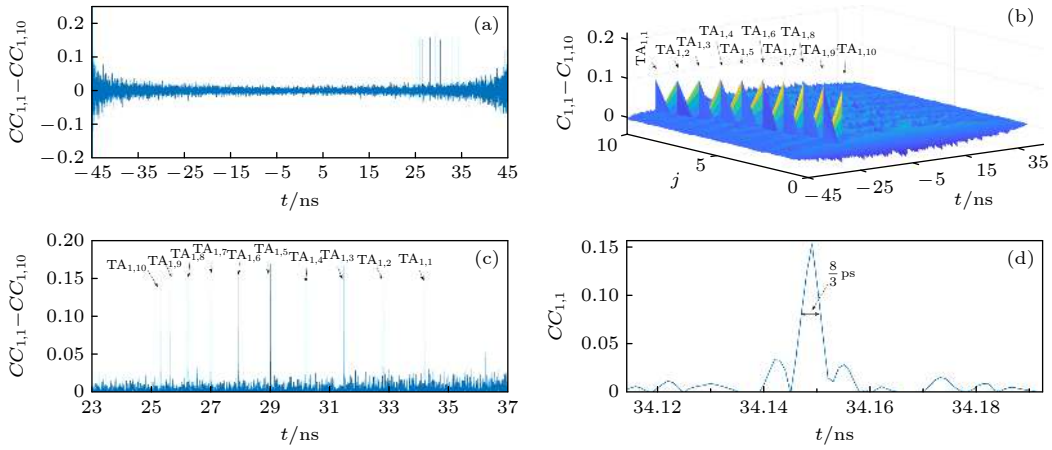 (a)
CC₁,₁−CC₁,₁₀
0.2
0.1
0
−0.1
−0.2
−45 −35 −25 −15 −5 5 15 25 35 45
t/ns
(b)
C₁,₁−C₁,₁₀
0.2
0.1
0
TA₁,₁ TA₁,₂ TA₁,₃ TA₁,₄ TA₁,₅ TA₁,₆ TA₁,₇ TA₁,₈ TA₁,₉ TA₁,₁₀
10 5 0
j
−45 −25 −5 15 35
t/ns
(c)
CC₁,₁−CC₁,₁₀
0.20
0.15
0.10
0.05
0
TA₁,₁₀ TA₁,₉ TA₁,₈ TA₁,₇ TA₁,₆ TA₁,₅ TA₁,₄ TA₁,₃ TA₁,₂ TA₁,₁
23 25 27 29 31 33 35 37
t/ns
(d)
CC₁,₁
0.15
0.10
0.05
0
8/3 ps
34.12 34.14 34.16 34.18
t/ns